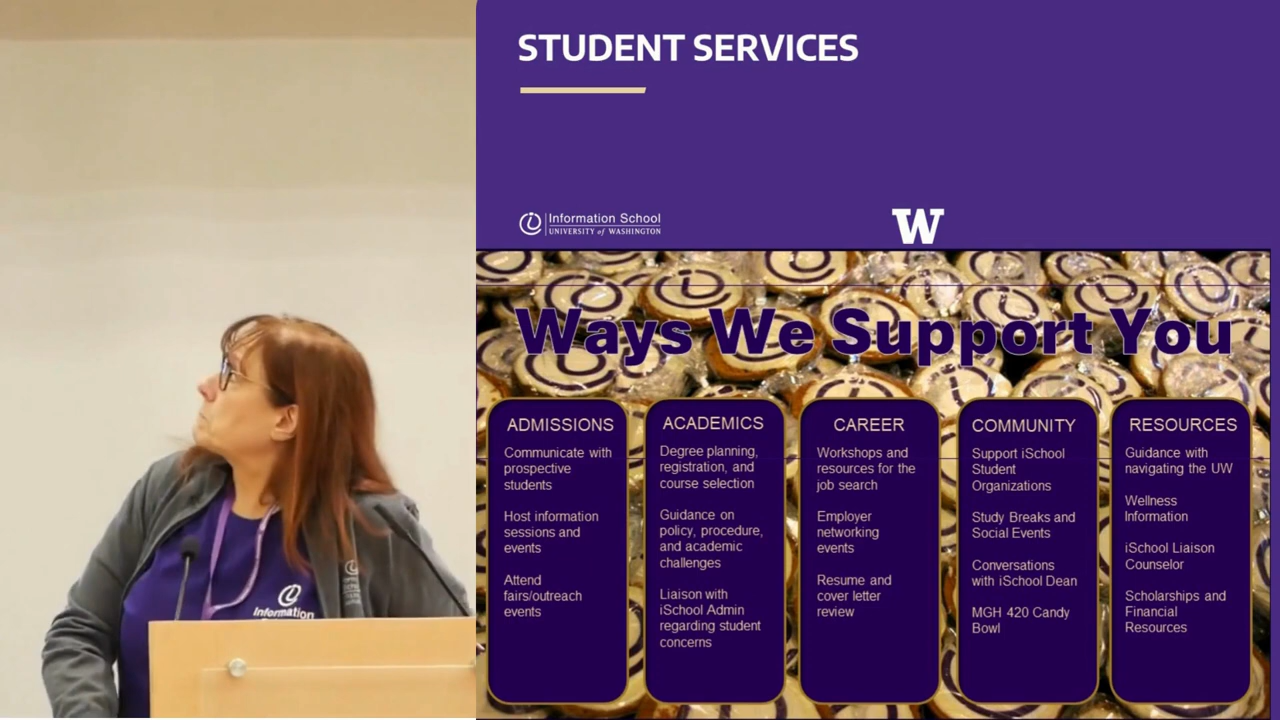 STUDENT SERVICES
Information School
UNIVERSITY of WASHINGTON
W
Ways We Support You
ADMISSIONS
Communicate with
prospective
students
Host information
sessions and
events
Attend
fairs/outreach
events
ACADEMICS
Degree planning,
registration, and
course selection
Guidance on
policy, procedure,
and academic
challenges
Liaison with
iSchool Admin
regarding student
concerns
CAREER
Workshops and
resources for the
job search
Employer
networking
events
Resume and
cover letter
review
COMMUNITY
Support iSchool
Student
Organizations
Study Breaks and
Social Events
Conversations
with iSchool Dean
MGH 420 Candy
Bowl
RESOURCES
Guidance with
navigating the UW
Wellness
Information
iSchool Liaison
Counselor
Scholarships and
Financial
Resources
Information